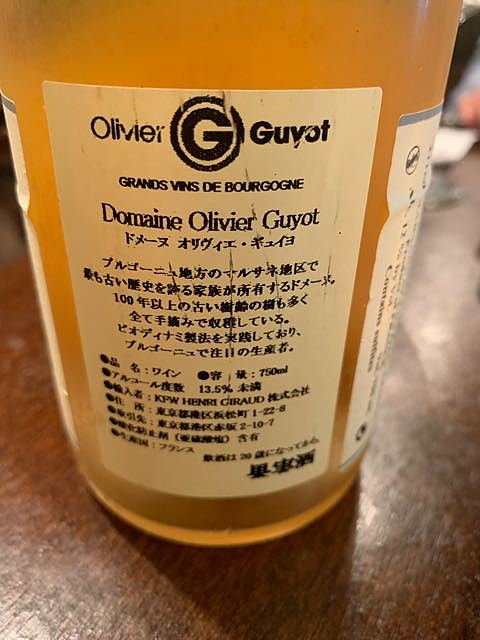 Olivier G Guyot
GRANDS VINS DE BOURGOGNE
Domaine Olivier Guyot
ドメーヌ オリヴィエ・ギュイヨ
ブルゴーニュ地方のマルサネ地区で
最も古い歴史を誇る家族が所有するドメーヌ。
100年以上の古い樹齢の樹も多く
全て手摘みで収穫している。
ビオディナミ製法を実践しており、
ブルゴーニュで注目の生産者。
●品 名:ワイン ●容 量:750ml
●アルコール度数 13.5% 未満
●輸入者:KFW HENRI GIRAUD 株式会社
●住 所:東京都港区浜松町1-22-8
●取引先:東京都港区赤坂2-10-7
●酸化防止剤(亜硫酸塩)含有
●生産国:フランス 飲酒は20歳になってから。
Contains sulfites